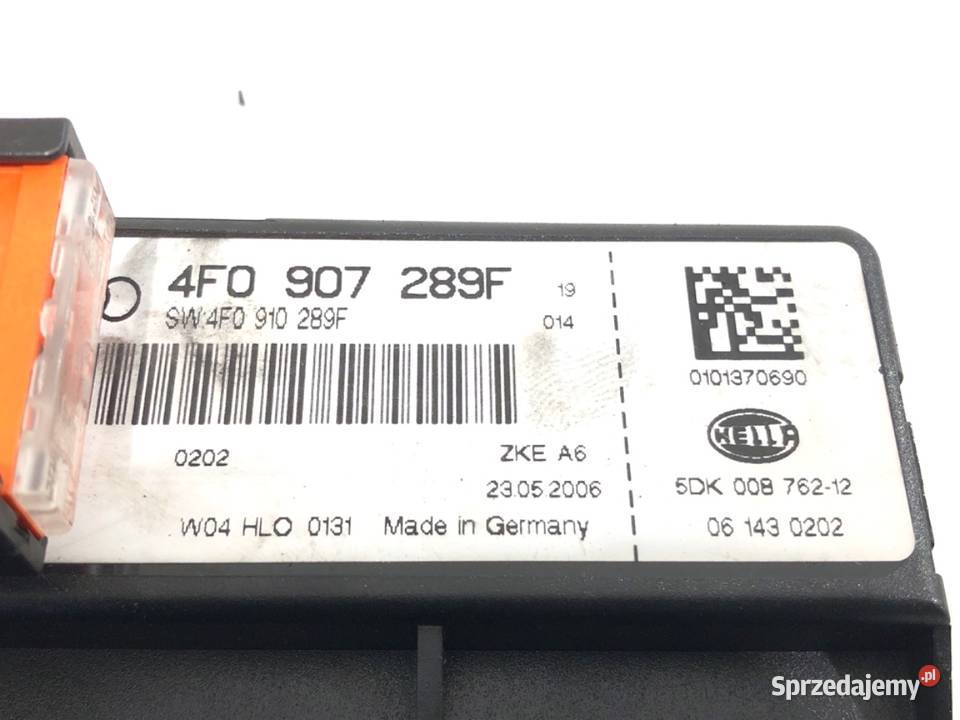 4F0 907 289F
19
SW:4F0 910 289F
014
0101370690
HELLA
0202
ZKE A6
23.05.2006
5DK 008 762-12
W04 HLO 0131 Made in Germany
06 143 0202
Sprzedajemy.pl